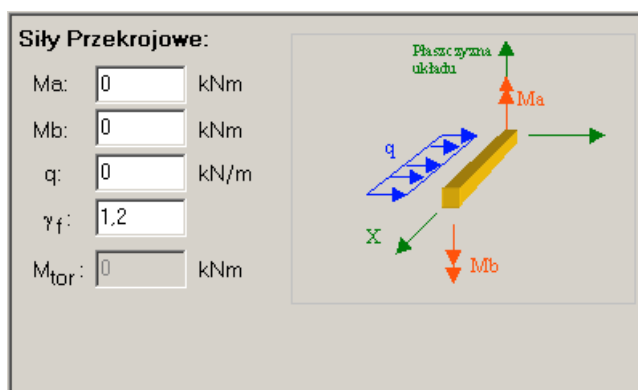 Siły Przekrojowe:
Ma: 0 kNm
Mb: 0 kNm
q: 0 kN/m
γf: 1,2
Mtor: 0 kNm
Płaszczyzna
układu
Ma
q
X
Mb